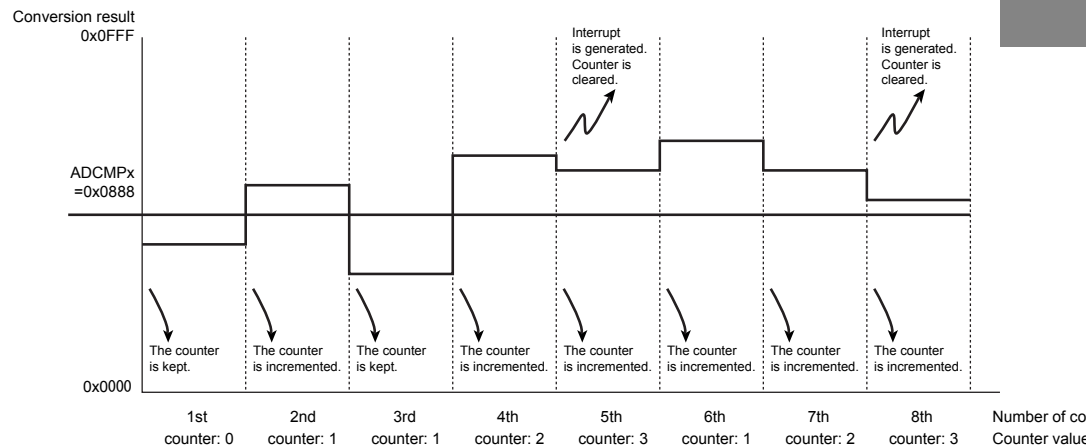 Conversion result
0x0FFF
Interrupt
is generated.
Counter is
cleared.
Interrupt
is generated.
Counter is
cleared.
ADCMPx
=0x0888
The counter
is kept.
The counter
is incremented.
The counter
is kept.
The counter
is incremented.
The counter
is incremented.
The counter
is incremented.
The counter
is incremented.
The counter
is incremented.
0x0000
1st 2nd 3rd 4th 5th 6th 7th 8th Number of co
counter: 0 counter: 1 counter: 1 counter: 2 counter: 3 counter: 1 counter: 2 counter: 3 Counter value